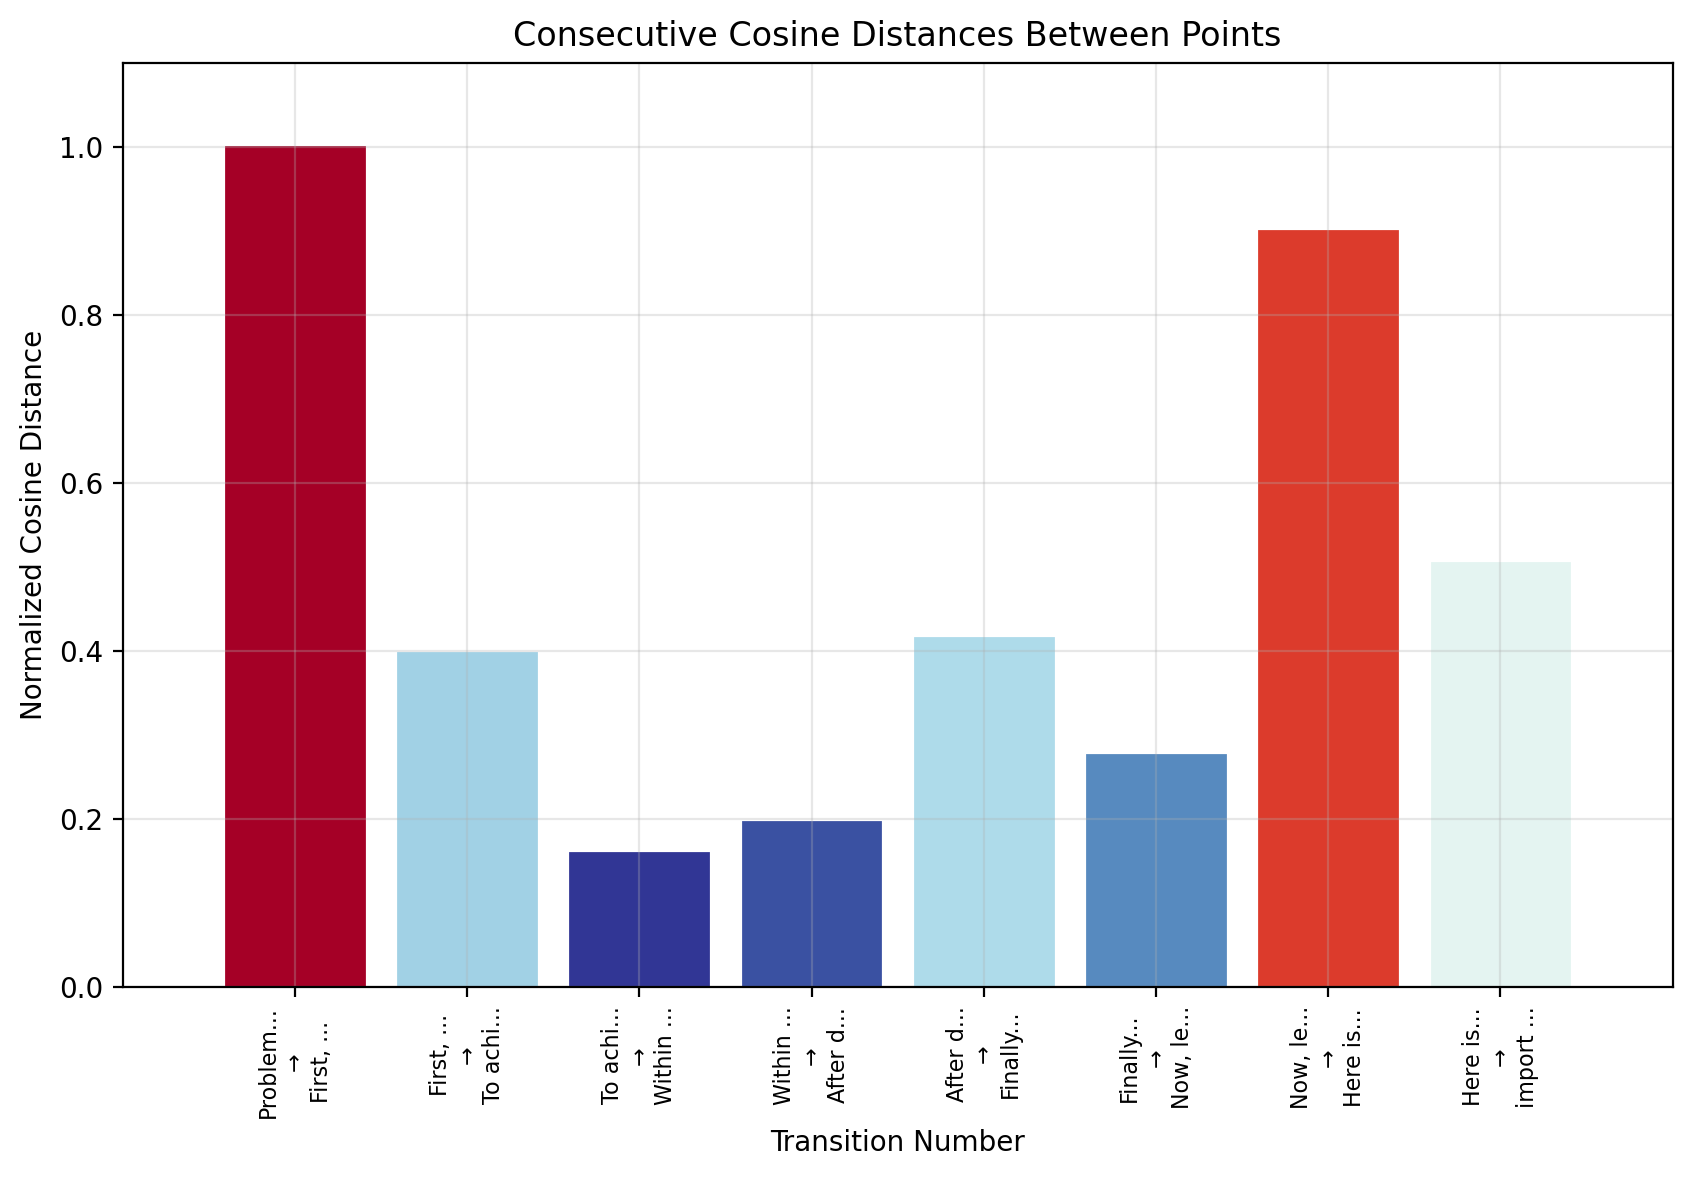 Consecutive Cosine Distances Between Points
Normalized Cosine Distance
1.0
0.8
0.6
0.4
0.2
0.0
Problem...
→
First, ...
First, ...
→
To achi...
To achi...
→
Within ...
Within ...
→
After d...
After d...
→
Finally...
Finally...
→
Now, le...
Now, le...
→
Here is...
Here is...
→
import ...
Transition Number